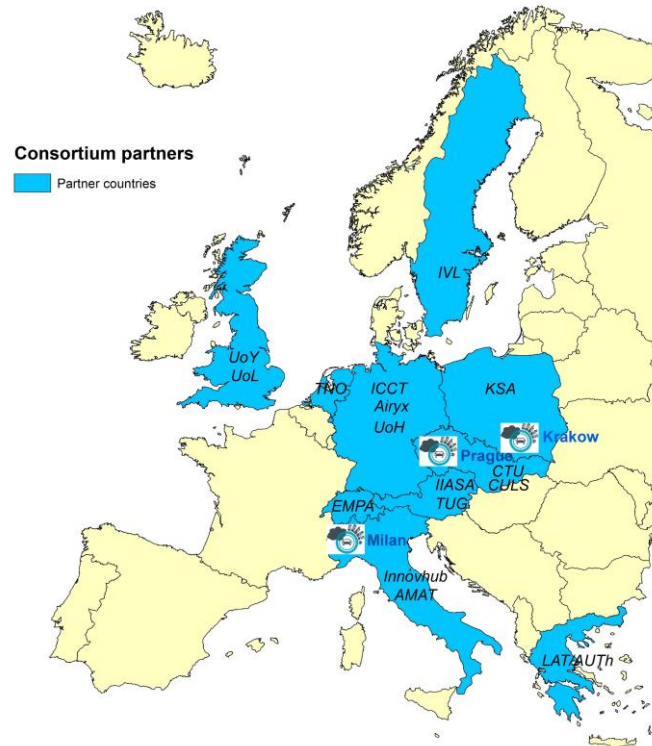 Consortium partners
Partner countries
IVL
UoY
UoL
TNO
ICCT
Airyx
UoH
KSA
Krakow
Prague
CTU
CULS
IIASA
TUG
EMPA
Milan
Innovhub
AMAT
LAT/AUTh